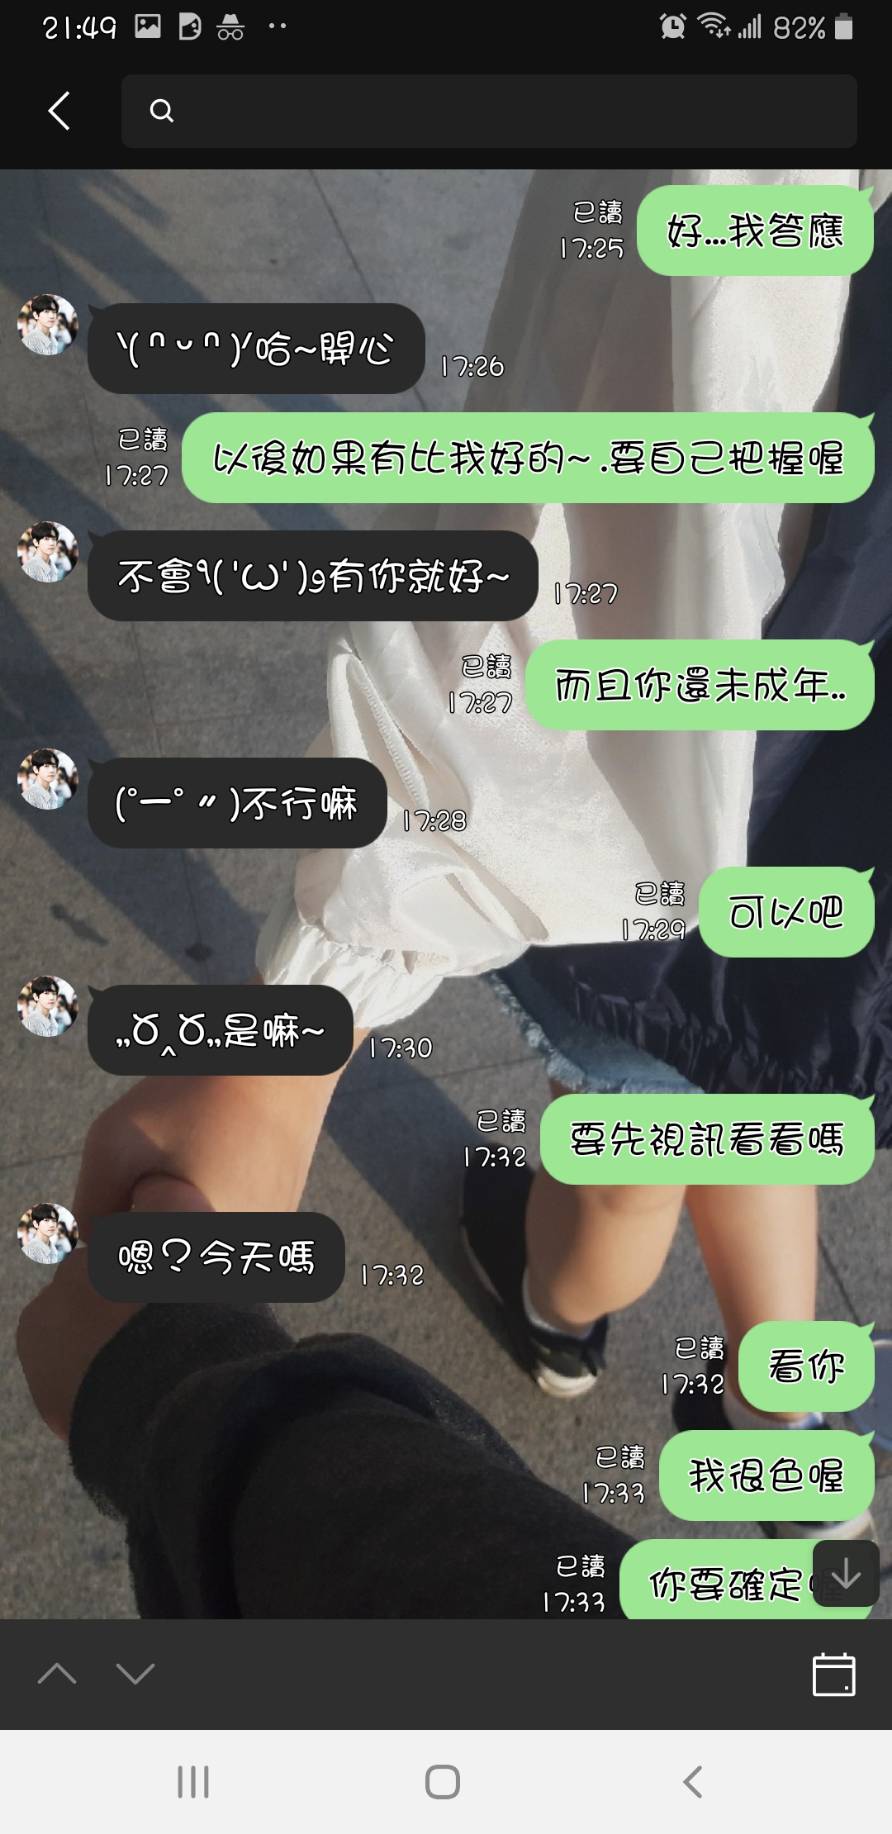 21:49
82%
已讀
17:25
好...我答應
\(ᐢᵕᐢ)/哈~開心
17:26
已讀
17:27
以後如果有比我好的~.要自己把握喔
不會٩('ω')و有你就好~
17:27
已讀
17:27
而且你還未成年..
(°ー°〃)不行嘛
17:28
已讀
17:29
可以吧
„Ծ‸Ծ„是嘛~
17:30
已讀
17:32
要先視訊看看嗎
嗯?今天嗎
17:32
已讀
17:32
看你
已讀
17:33
我很色喔
已讀
17:33
你要確定